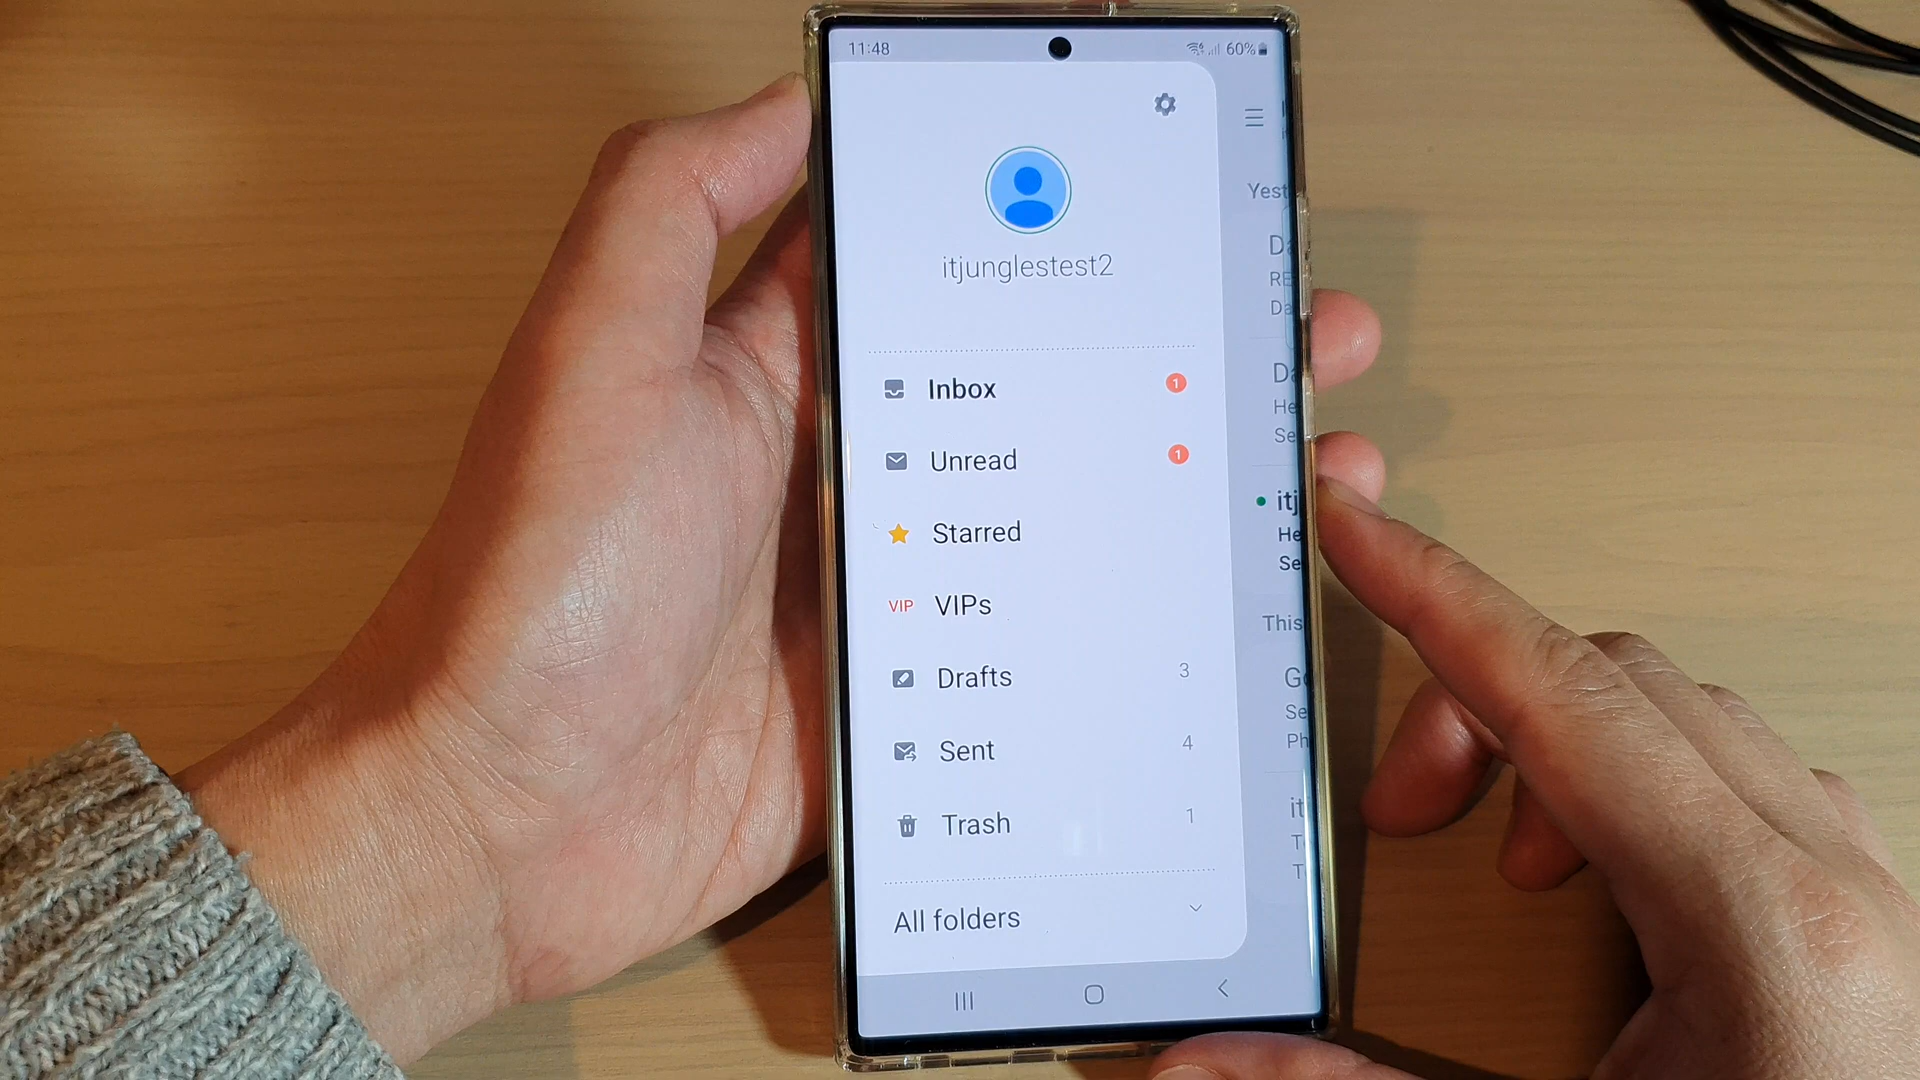 11:48
60%
itjunglestest2
Inbox 1
Unread 1
Starred
VIP VIPs
Drafts 3
Sent 4
Trash 1
All folders
Yest
Da
RE
Da
Da
He
Se
itj
He
Se
This
Go
Se
Ph
it
T
T